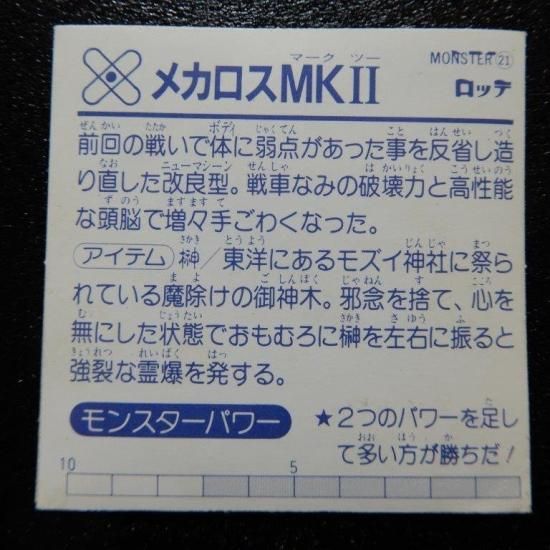 MONSTER 21
メカロスMKⅡ マーク ツー ロッテ
前回の戦いで体に弱点があった事を反省し造
り直した改良型。戦車なみの破壊力と高性能
な頭脳で増々手ごわくなった。
アイテム 榊／東洋にあるモズイ神社に祭ら
れている魔除けの御神木。邪念を捨て、心を
無にした状態でおもむろに榊を左右に振ると
強裂な霊爆を発する。
モンスターパワー ★2つのパワーを足し
て多い方が勝ちだ！
10 5